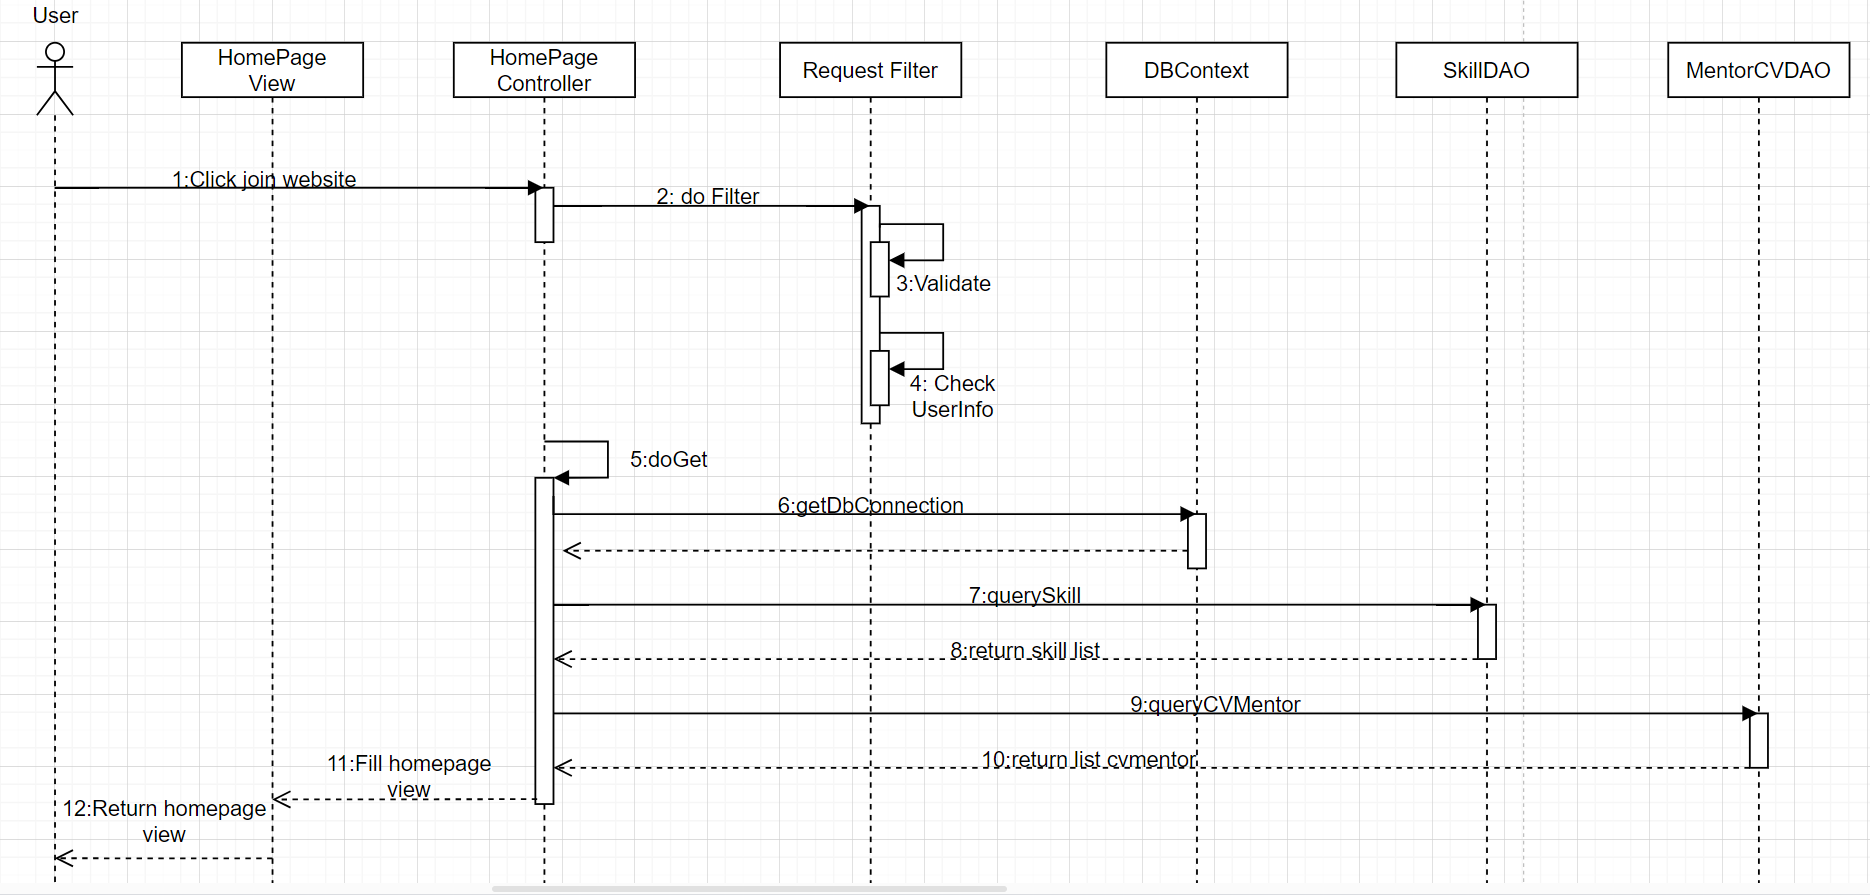 User
HomePage
View
HomePage
Controller
Request Filter
DBContext
SkillDAO
MentorCVDAO
1:Click join website
2: do Filter
3:Validate
4: Check
UserInfo
5:doGet
6:getDbConnection
7:querySkill
8:return skill list
9:queryCVMentor
10:return list cvmentor
11:Fill homepage
view
12:Return homepage
view